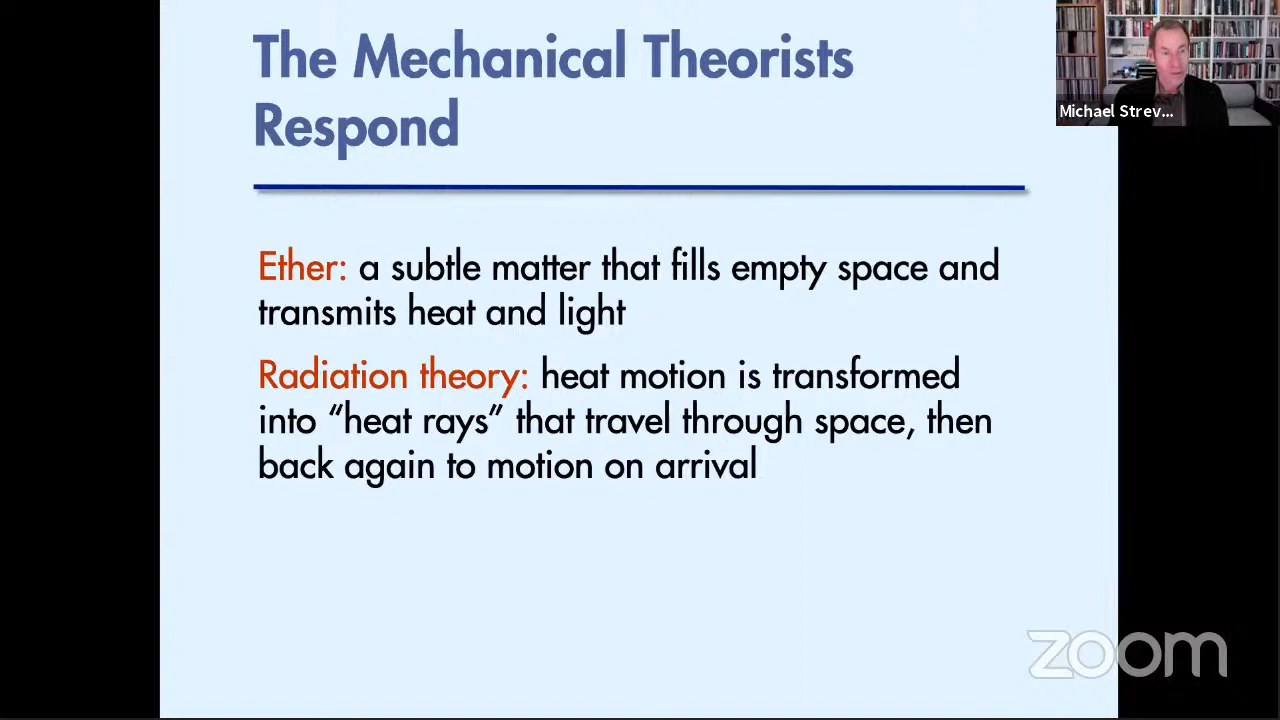 The Mechanical Theorists
Respond
Michael Strev...
Ether: a subtle matter that fills empty space and
transmits heat and light
Radiation theory: heat motion is transformed
into “heat rays” that travel through space, then
back again to motion on arrival
zoom